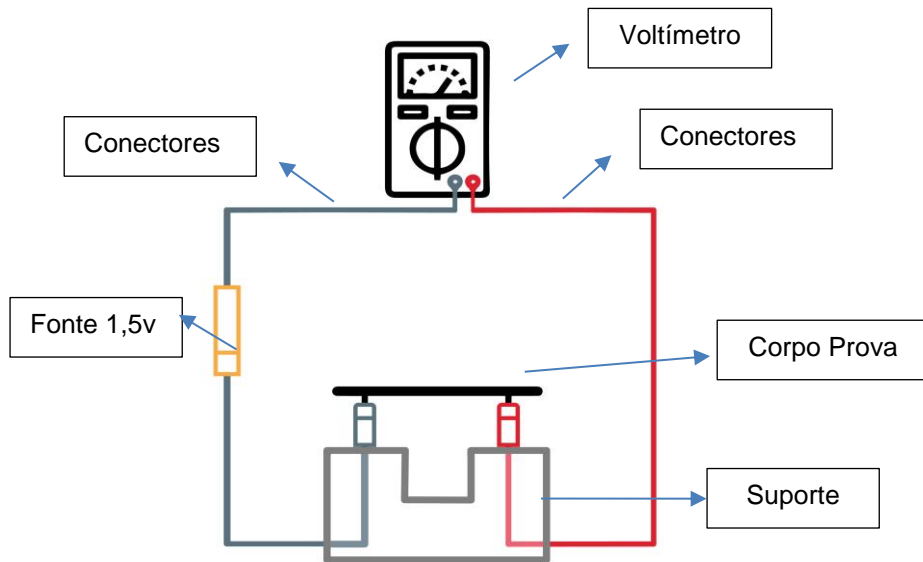 Voltímetro
Conectores
Conectores
Fonte 1,5v
Corpo Prova
Suporte